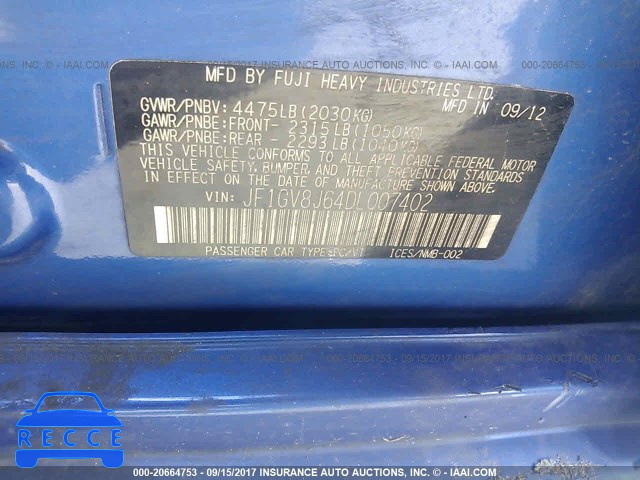 MFD BY FUJI HEAVY INDUSTRIES LTD.
GVWR/PNBV: 4475LB(2030KG) MFD IN 09/12
GAWR/PNBE:FRONT- 2315LB(1050KG)
GAWR/PNBE:REAR - 2293LB(1040KG)
THIS VEHICLE CONFORMS TO ALL APPLICABLE FEDERAL MOTOR
VEHICLE SAFETY, BUMPER, AND THEFT PREVENTION STANDARDS
IN EFFECT ON THE DATE OF MANUFACTURE SHOWN ABOVE.
VIN: JF1GV8J64DL007402
PASSENGER CAR TYPE:PC/VT ICES/NMB-002
RECCE
000-20664753 - 09/15/2017 INSURANCE AUTO AUCTIONS, INC. © - WWW.IAAI.COM